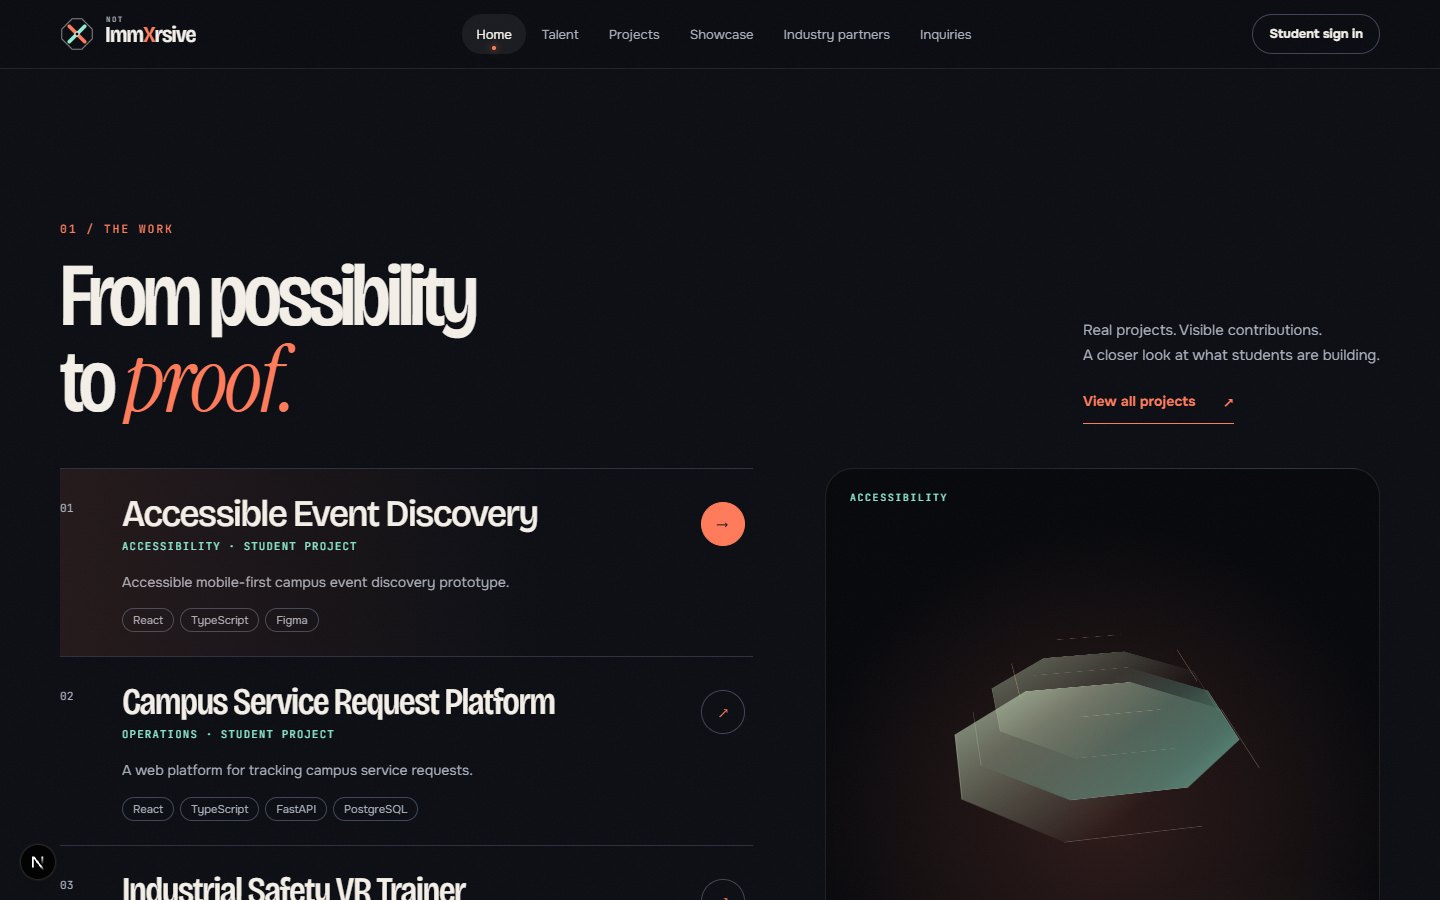 NOT
ImmXrsive
Home
Talent
Projects
Showcase
Industry partners
Inquiries
Student sign in
01 / THE WORK
From possibility
to proof.
Real projects. Visible contributions.
A closer look at what students are building.
View all projects ↗
01
Accessible Event Discovery
→
ACCESSIBILITY · STUDENT PROJECT
Accessible mobile-first campus event discovery prototype.
React
TypeScript
Figma
02
Campus Service Request Platform
↗
OPERATIONS · STUDENT PROJECT
A web platform for tracking campus service requests.
React
TypeScript
FastAPI
PostgreSQL
03
Industrial Safety VR Trainer
ACCESSIBILITY
N